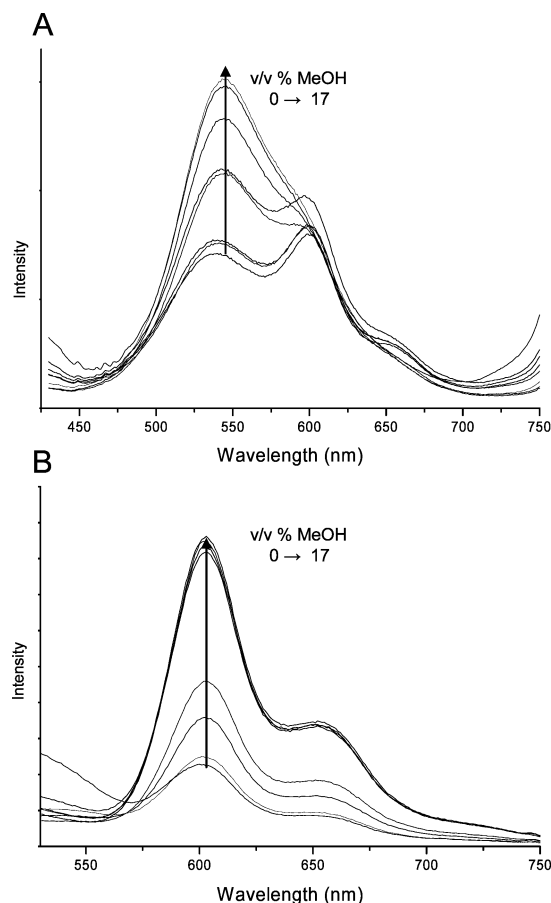 A
v/v % MeOH
0 → 17
Intensity
450 500 550 600 650 700 750
Wavelength (nm)
B
v/v % MeOH
0 → 17
Intensity
550 600 650 700 750
Wavelength (nm)